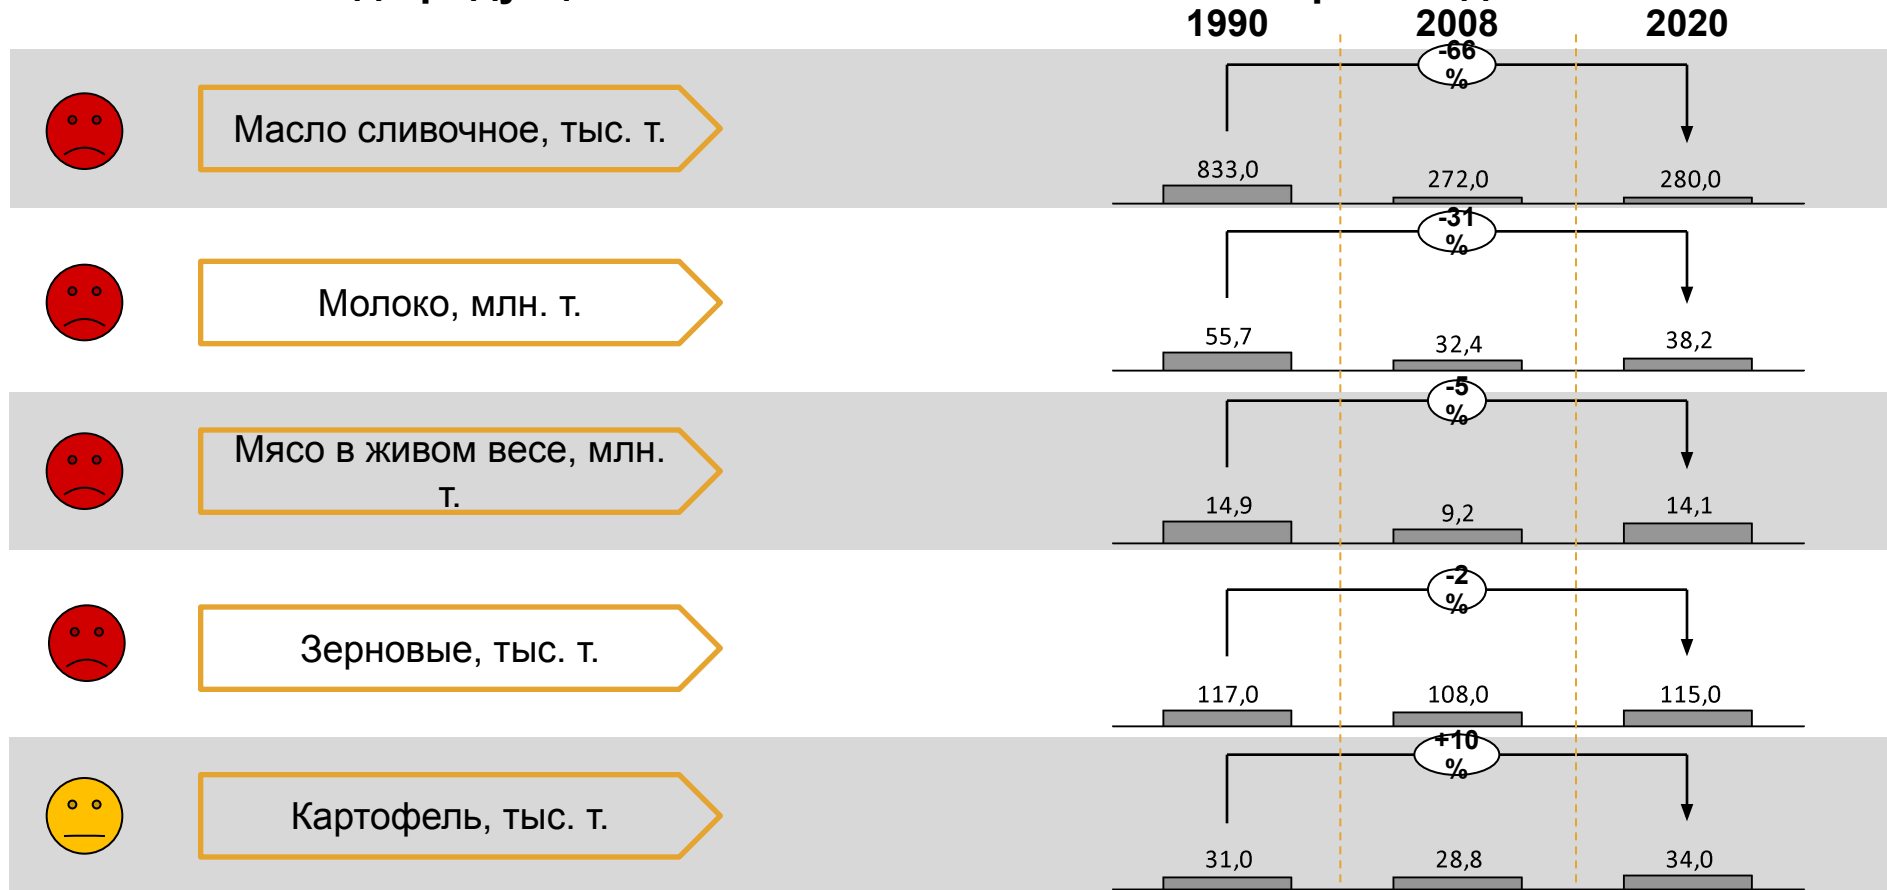 1990 2008 2020
-66
%
Масло сливочное, тыс. т.
833,0 272,0 280,0
-31
%
Молоко, млн. т.
55,7 32,4 38,2
-5
%
Мясо в живом весе, млн.
т.
14,9 9,2 14,1
-2
%
Зерновые, тыс. т.
117,0 108,0 115,0
+10
%
Картофель, тыс. т.
31,0 28,8 34,0